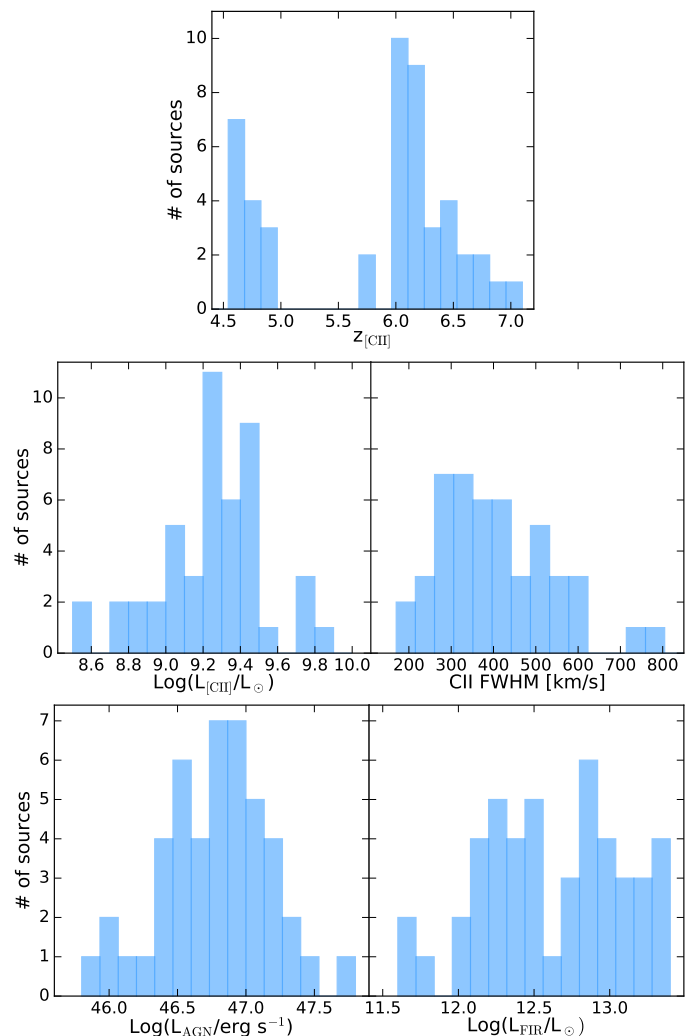 10
8
6
4
2
0
# of sources
4.5 5.0 5.5 6.0 6.5 7.0
z[CII]
10
8
6
4
2
0
# of sources
8.6 8.8 9.0 9.2 9.4 9.6 9.8 10.0
Log(L[CII]/L⊙)
200 300 400 500 600 700 800
CII FWHM [km/s]
7
6
5
4
3
2
1
0
# of sources
46.0 46.5 47.0 47.5
Log(LAGN/erg s−1)
11.5 12.0 12.5 13.0
Log(LFIR/L⊙)